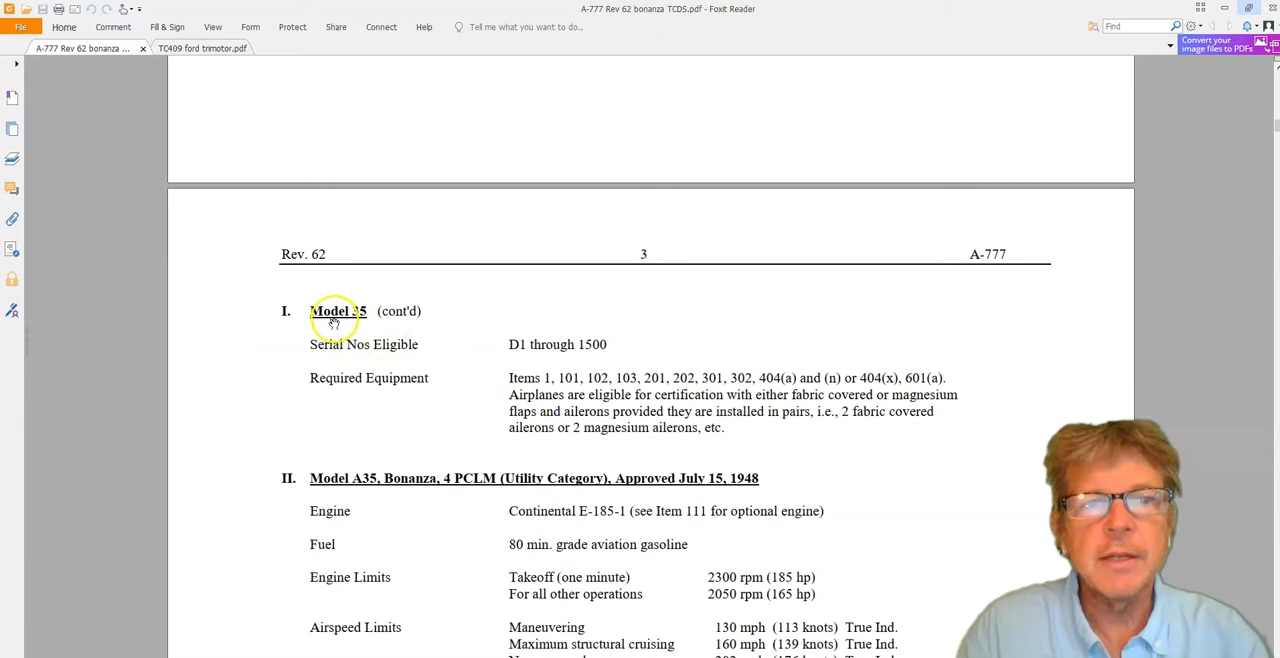 A-777 Rev 62 bonanza TCDS.pdf - Foxit Reader
File Home Comment Fill & Sign View Form Protect Share Connect Help Tell me what you want to do.. Find
A-777 Rev 62 bonanza ... TC409 ford trimotor.pdf
Convert your
image files to PDFs
Rev. 62 3 A-777
I. Model 35 (cont'd)
Serial Nos Eligible D1 through 1500
Required Equipment Items 1, 101, 102, 103, 201, 202, 301, 302, 404(a) and (n) or 404(x), 601(a).
Airplanes are eligible for certification with either fabric covered or magnesium
flaps and ailerons provided they are installed in pairs, i.e., 2 fabric covered
ailerons or 2 magnesium ailerons, etc.
II. Model A35, Bonanza, 4 PCLM (Utility Category), Approved July 15, 1948
Engine Continental E-185-1 (see Item 111 for optional engine)
Fuel 80 min. grade aviation gasoline
Engine Limits Takeoff (one minute) 2300 rpm (185 hp)
For all other operations 2050 rpm (165 hp)
Airspeed Limits Maneuvering 130 mph (113 knots) True Ind.
Maximum structural cruising 160 mph (139 knots) True Ind.